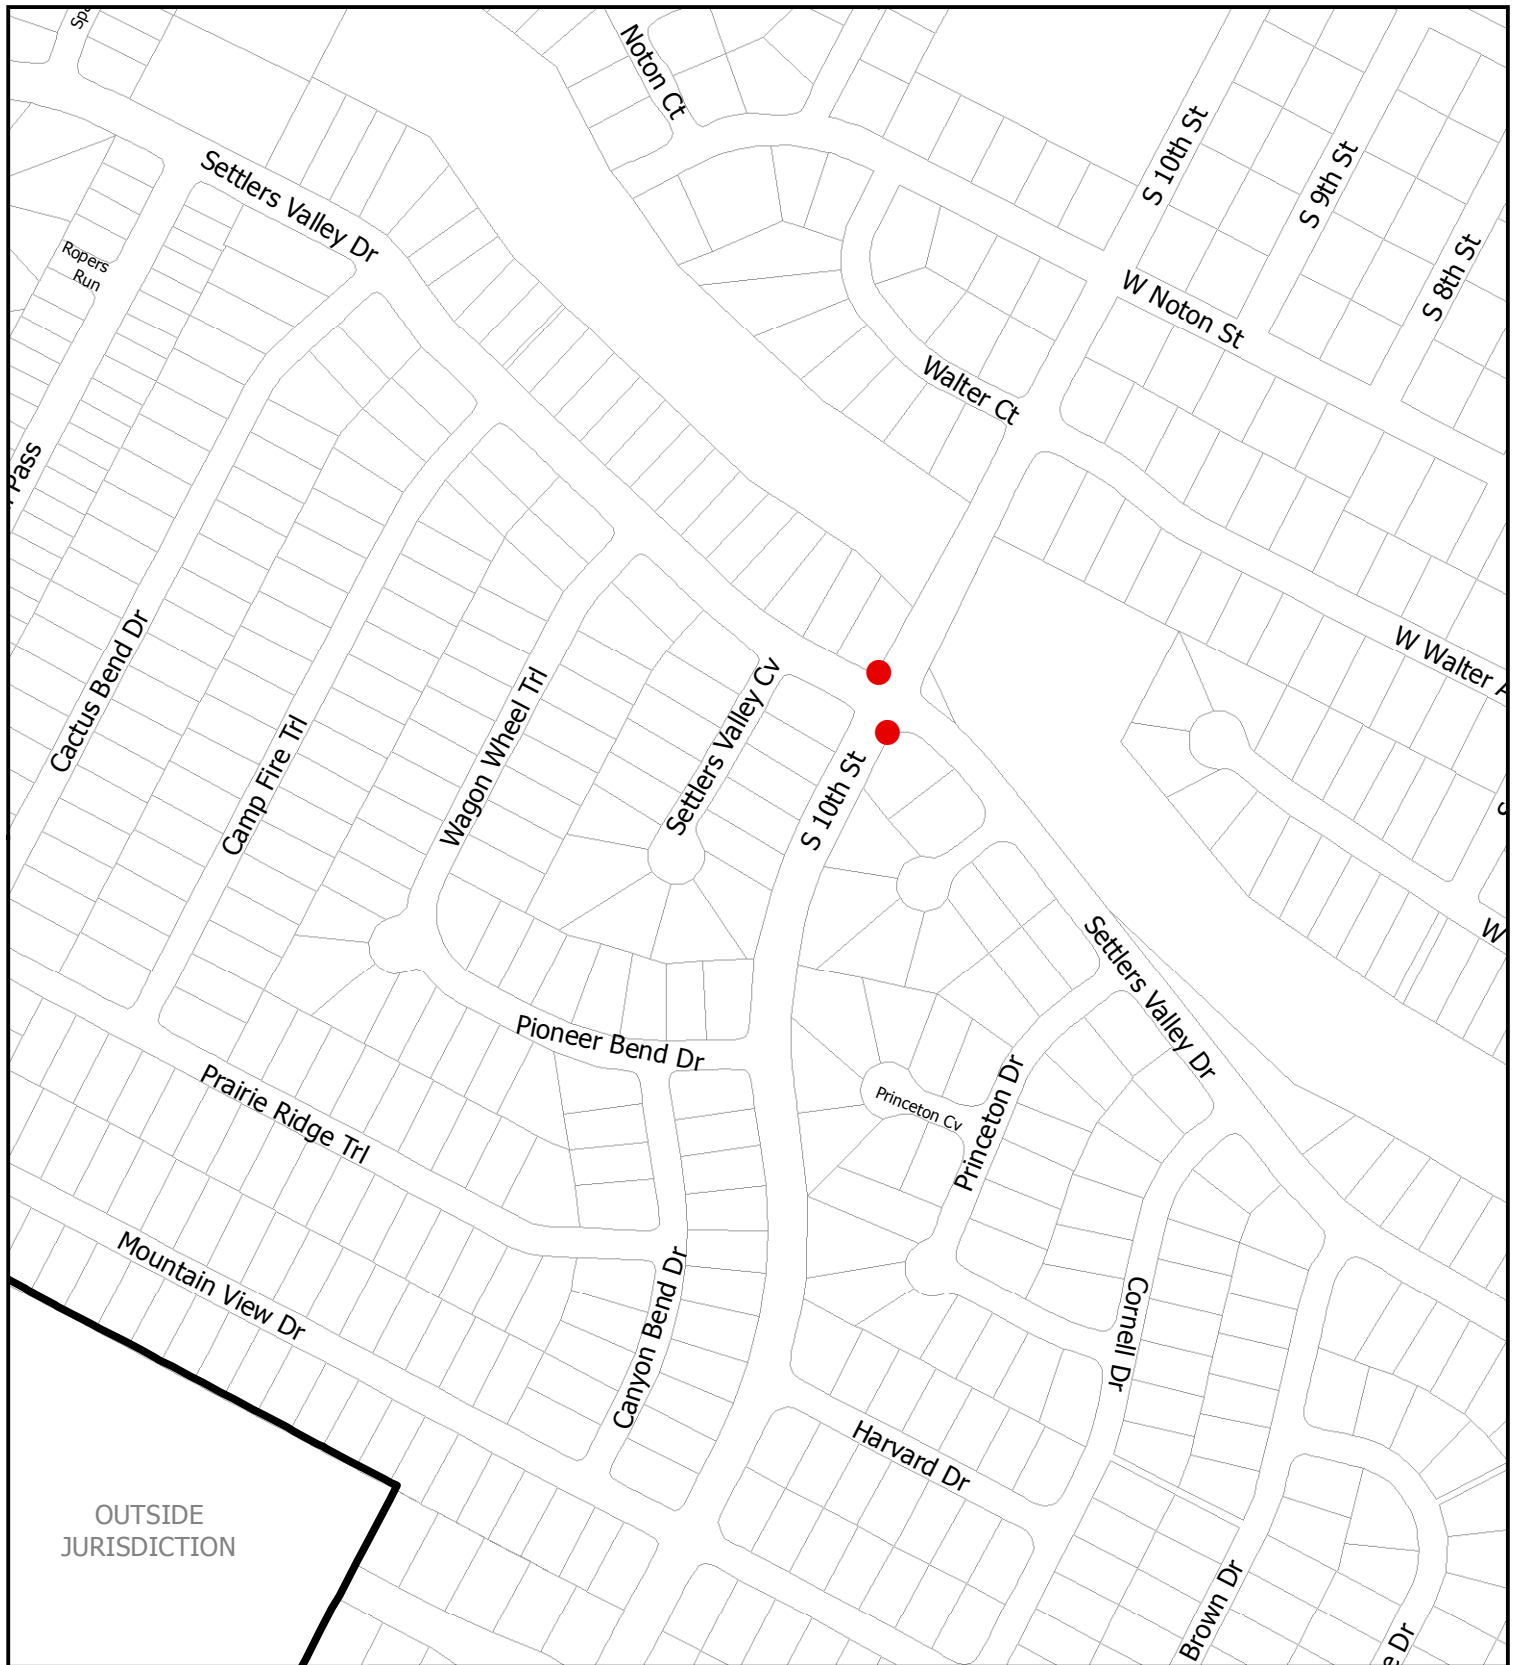 Noton Ct
S 10th St
S 9th St
S 8th St
Settlers Valley Dr
Ropers
Run
W Noton St
Walter Ct
Pass
W Walter
Cactus Bend Dr
Camp Fire Trl
Wagon Wheel Trl
Settlers Valley Cv
S 10th St
W
Settlers Valley Dr
Pioneer Bend Dr
Princeton Cv
Princeton Dr
Prairie Ridge Trl
Mountain View Dr
Canyon Bend Dr
Cornell Dr
Harvard Dr
OUTSIDE
JURISDICTION
Brown Dr
Dr